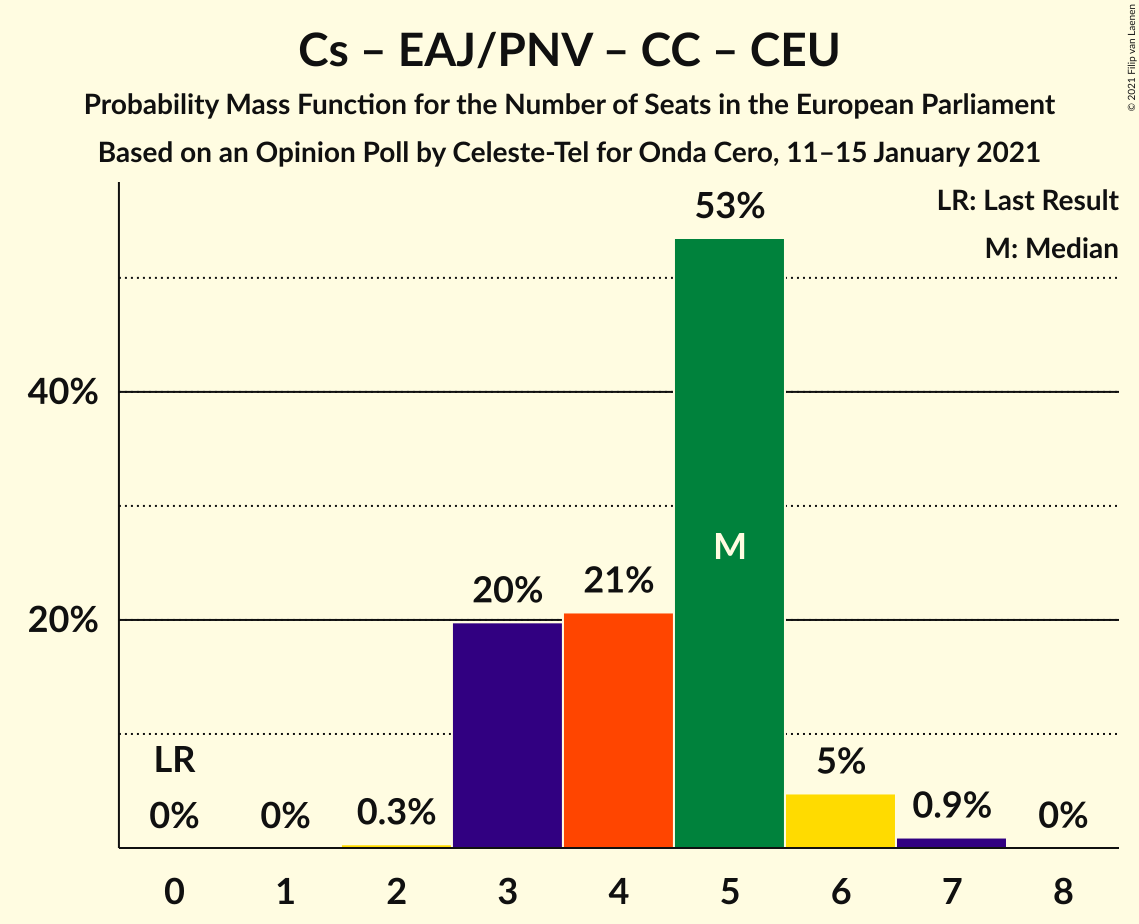 Cs – EAJ/PNV – CC – CEU
Probability Mass Function for the Number of Seats in the European Parliament
Based on an Opinion Poll by Celeste-Tel for Onda Cero, 11–15 January 2021
© 2021 Filip van Laenen
LR: Last Result
M: Median
53%
40%
M
21%
20%
20%
LR
5%
0.9%
0.3%
0%
0%
0%
0 1 2 3 4 5 6 7 8